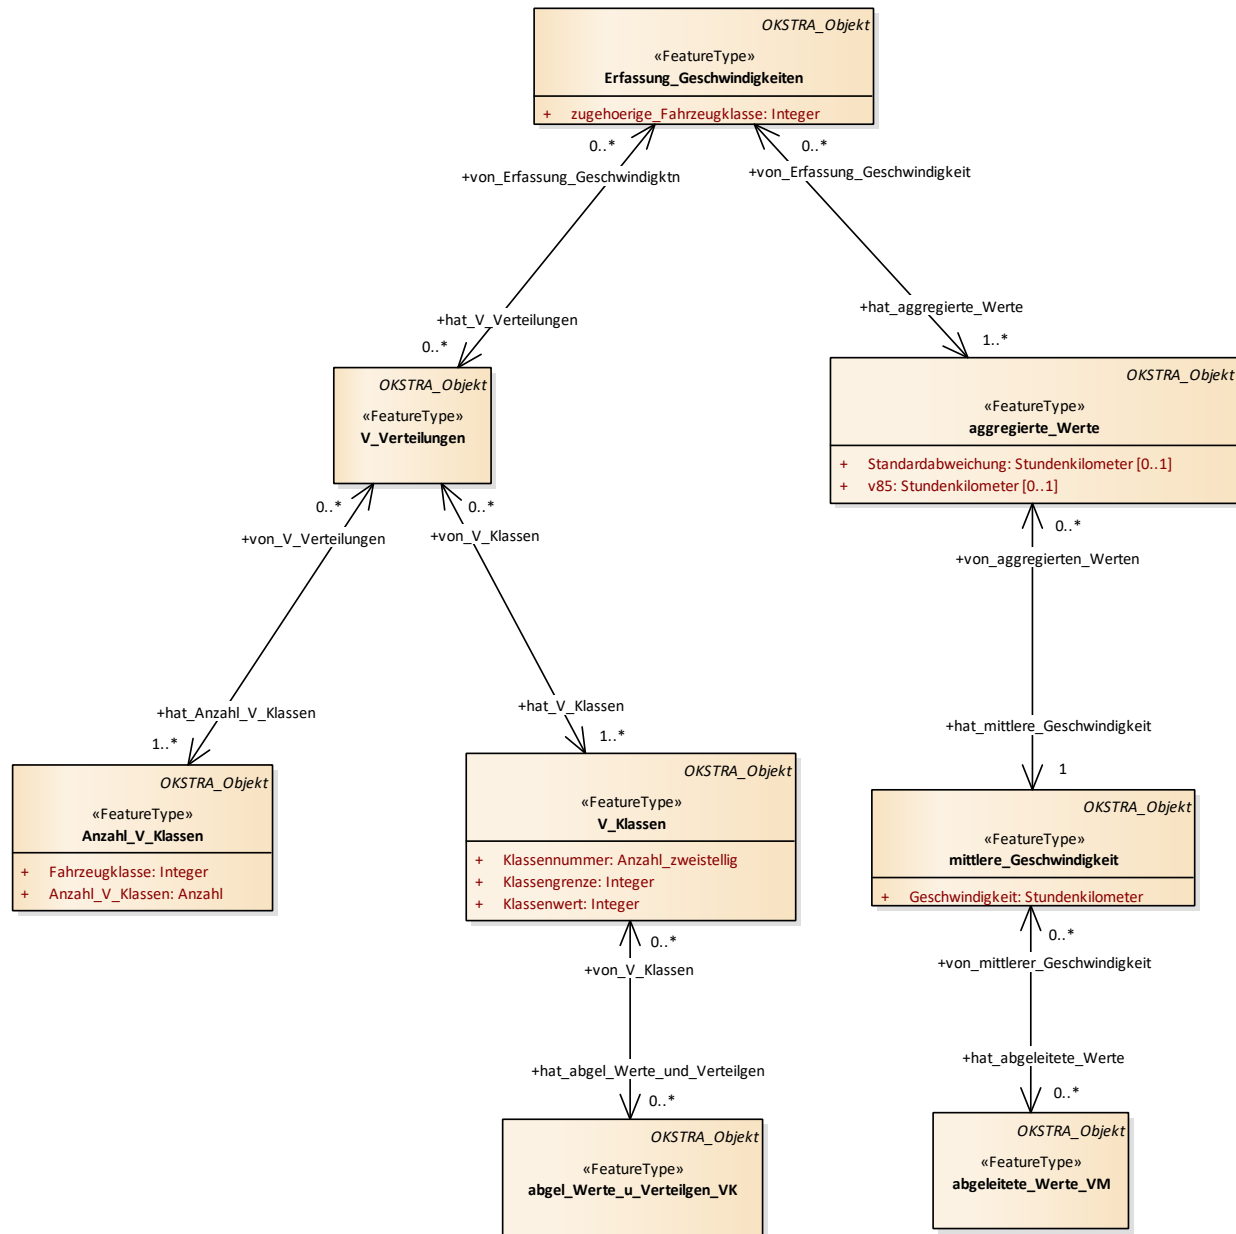 OKSTRA_Objekt
«FeatureType»
Erfassung_Geschwindigkeiten
+ zugehoerige_Fahrzeugklasse: Integer
0..*
0..*
+von_Erfassung_Geschwindigktn
+von_Erfassung_Geschwindigkeit
+hat_V_Verteilungen
0..*
+hat_aggregierte_Werte
1..*
OKSTRA_Objekt
«FeatureType»
V_Verteilungen
OKSTRA_Objekt
«FeatureType»
aggregierte_Werte
+ Standardabweichung: Stundenkilometer [0..1]
+ v85: Stundenkilometer [0..1]
0..*
0..*
+von_V_Verteilungen
+von_V_Klassen
0..*
+von_aggregierten_Werten
+hat_Anzahl_V_Klassen
1..*
+hat_V_Klassen
1..*
+hat_mittlere_Geschwindigkeit
1
OKSTRA_Objekt
«FeatureType»
Anzahl_V_Klassen
+ Fahrzeugklasse: Integer
+ Anzahl_V_Klassen: Anzahl
OKSTRA_Objekt
«FeatureType»
V_Klassen
+ Klassennummer: Anzahl_zweistellig
+ Klassengrenze: Integer
+ Klassenwert: Integer
OKSTRA_Objekt
«FeatureType»
mittlere_Geschwindigkeit
+ Geschwindigkeit: Stundenkilometer
0..*
+von_V_Klassen
0..*
+von_mittlerer_Geschwindigkeit
+hat_abgel_Werte_und_Verteilgen
0..*
+hat_abgeleitete_Werte
0..*
OKSTRA_Objekt
«FeatureType»
abgel_Werte_u_Verteilgen_VK
OKSTRA_Objekt
«FeatureType»
abgeleitete_Werte_VM